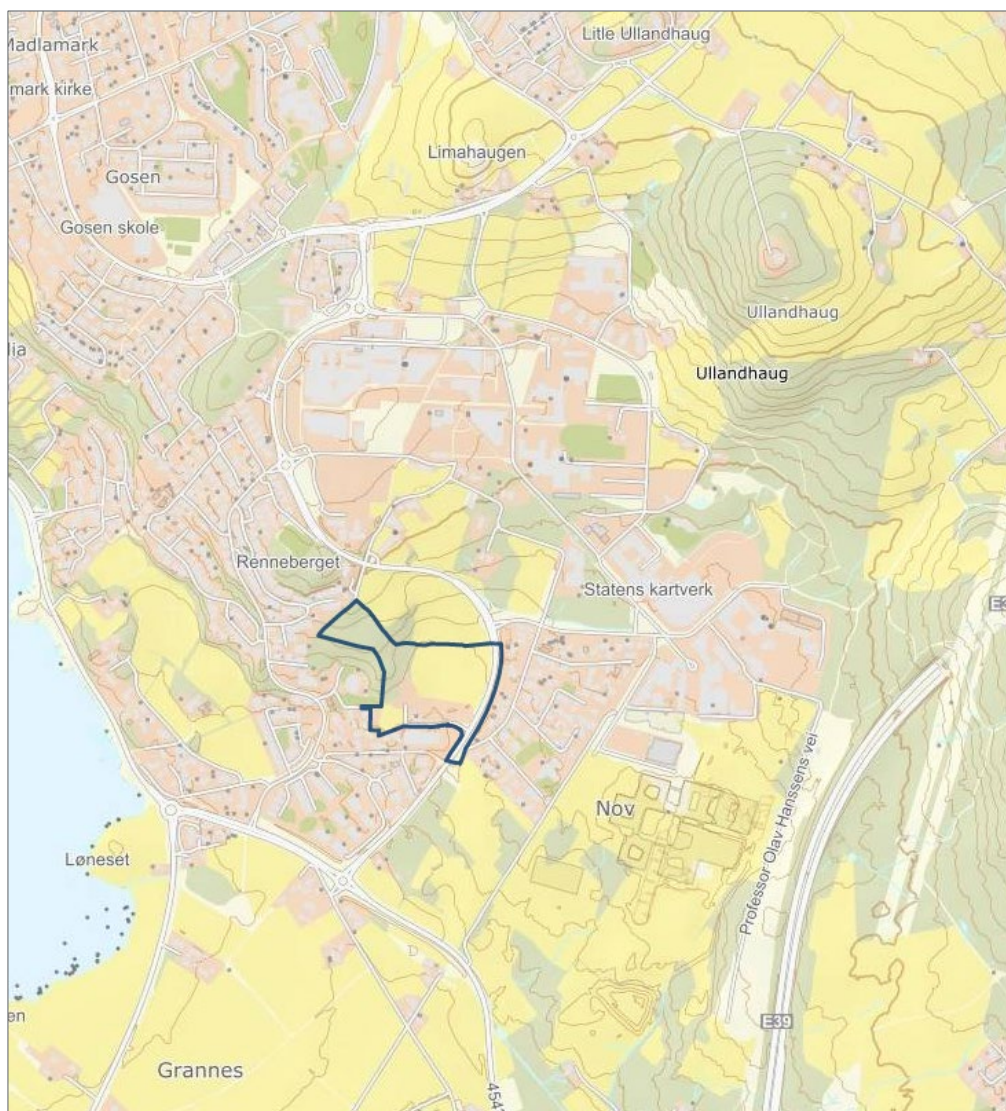 Madlamark
Litle Ullandhaug
mark kirke
Limahaugen
Gosen
Gosen skole
Ullandhaug
lia
Ullandhaug
Renneberget
Statens kartverk
E3
Nov
Professor Olav Hanssens vei
Løneset
D
en
E39
Grannes
454